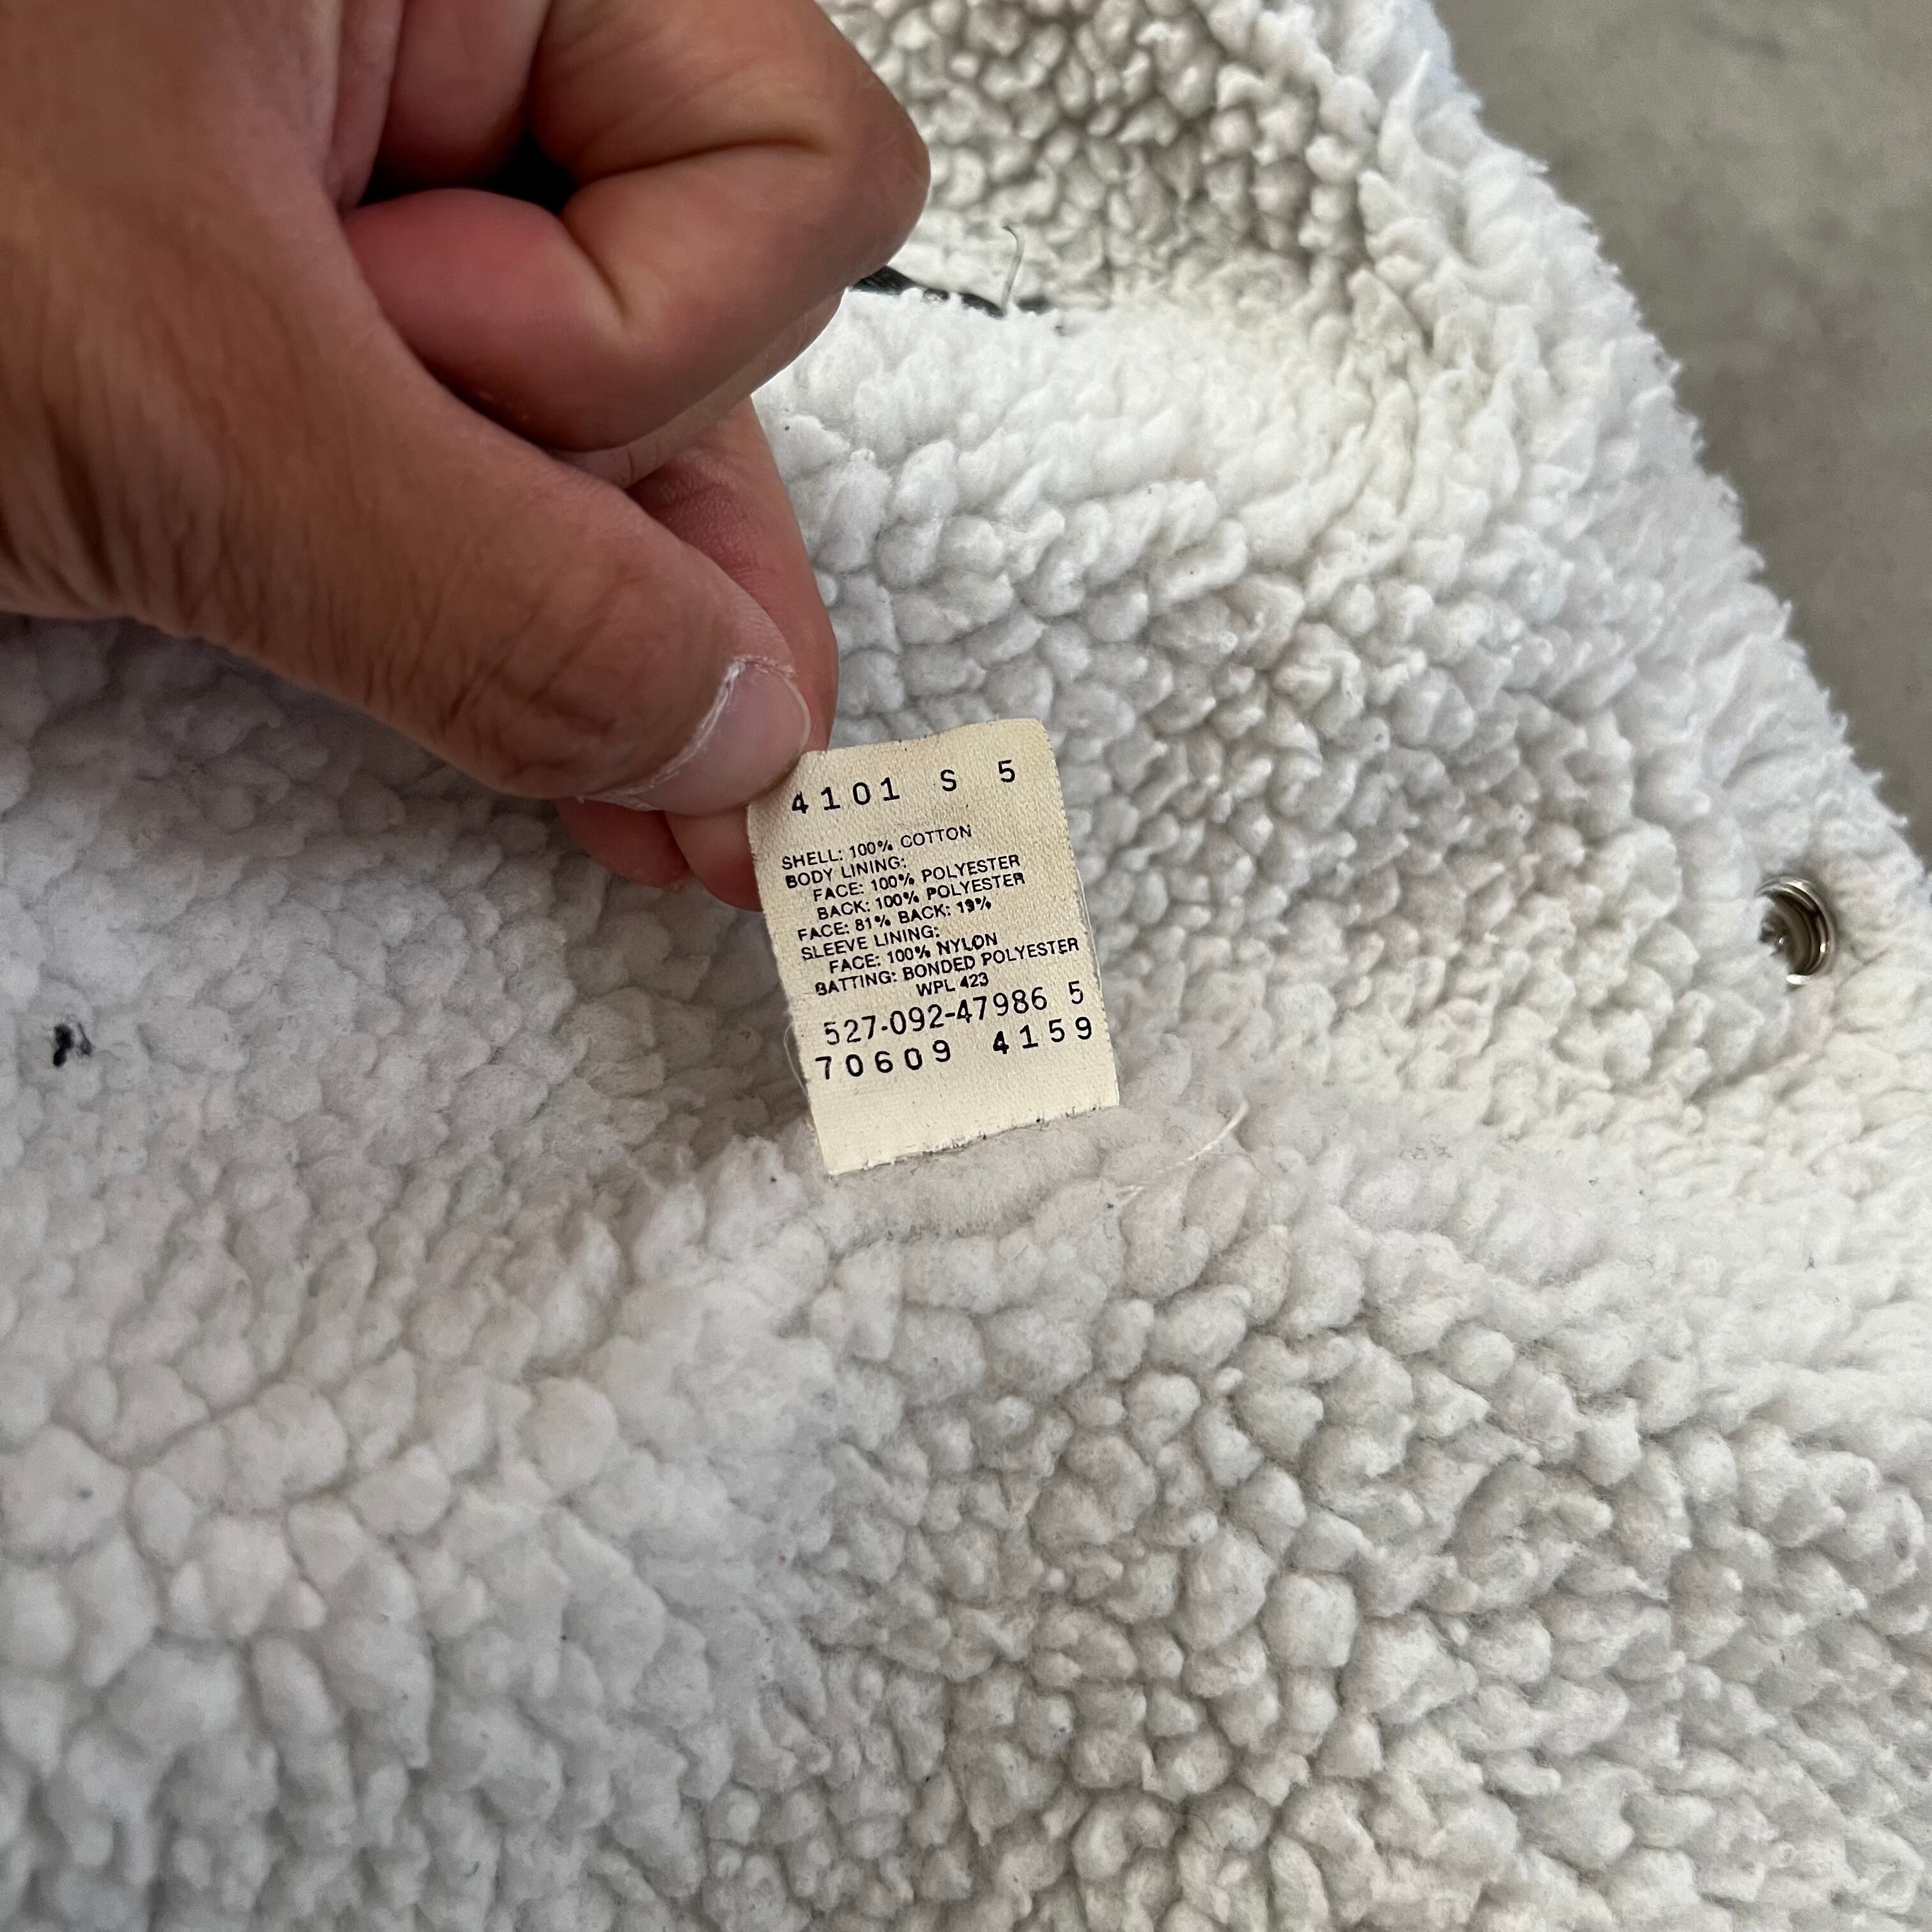 4101 S 5
SHELL: 100% COTTON
BODY LINING:
FACE: 100% POLYESTER
BACK: 100% POLYESTER
FACE: 81% BACK: 19%
SLEEVE LINING:
FACE: 100% NYLON
BATTING: BONDED POLYESTER
WPL 423
527-092-47986 5
70609 4159